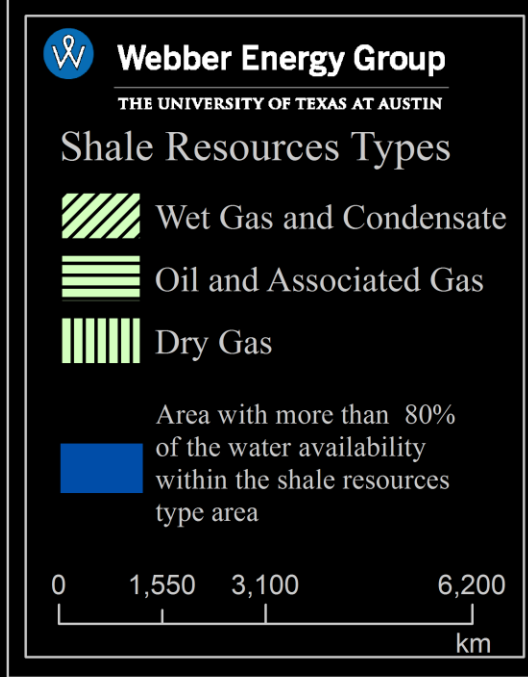 W
Webber Energy Group
THE UNIVERSITY OF TEXAS AT AUSTIN
Shale Resources Types
Wet Gas and Condensate
Oil and Associated Gas
Dry Gas
Area with more than 80%
of the water availability
within the shale resources
type area
0 1,550 3,100 6,200
km